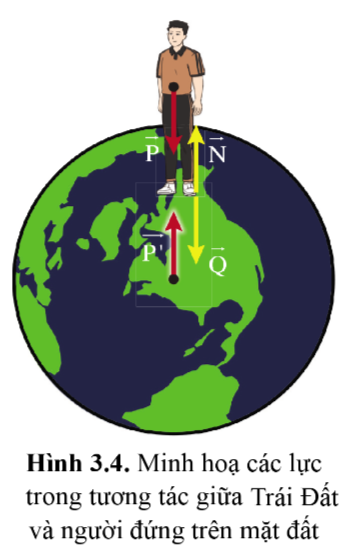 P⃗ N⃗
P⃗' Q⃗
Hình 3.4. Minh hoạ các lực
trong tương tác giữa Trái Đất
và người đứng trên mặt đất